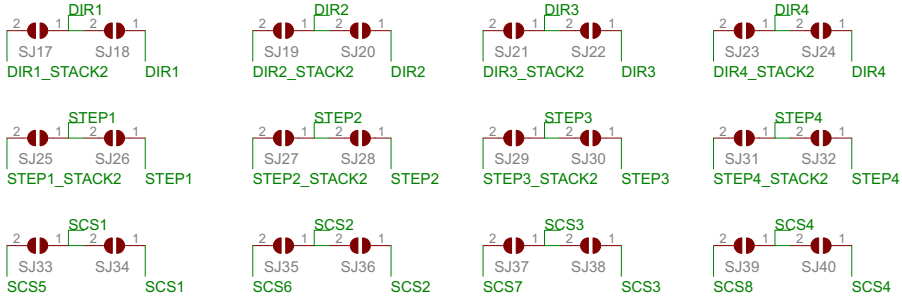 DIR1 DIR2 DIR3 DIR4
2 1 2 1 2 1 2 1 2 1 2 1 2 1 2 1
SJ17 SJ18 SJ19 SJ20 SJ21 SJ22 SJ23 SJ24
DIR1_STACK2 DIR1 DIR2_STACK2 DIR2 DIR3_STACK2 DIR3 DIR4_STACK2 DIR4
STEP1 STEP2 STEP3 STEP4
2 1 2 1 2 1 2 1 2 1 2 1 2 1 2 1
SJ25 SJ26 SJ27 SJ28 SJ29 SJ30 SJ31 SJ32
STEP1_STACK2 STEP1 STEP2_STACK2 STEP2 STEP3_STACK2 STEP3 STEP4_STACK2 STEP4
SCS1 SCS2 SCS3 SCS4
2 1 2 1 2 1 2 1 2 1 2 1 2 1 2 1
SJ33 SJ34 SJ35 SJ36 SJ37 SJ38 SJ39 SJ40
SCS5 SCS1 SCS6 SCS2 SCS7 SCS3 SCS8 SCS4